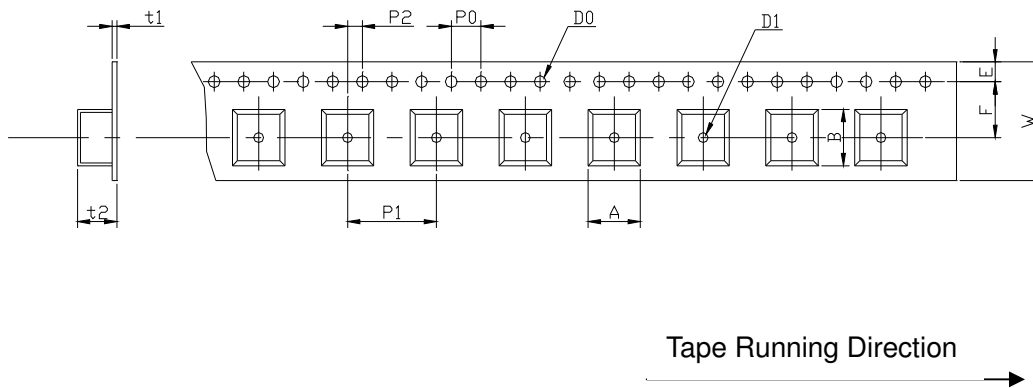 t1
P2
P0
D0
D1
E
F
W
B
t2
P1
A
Tape Running Direction